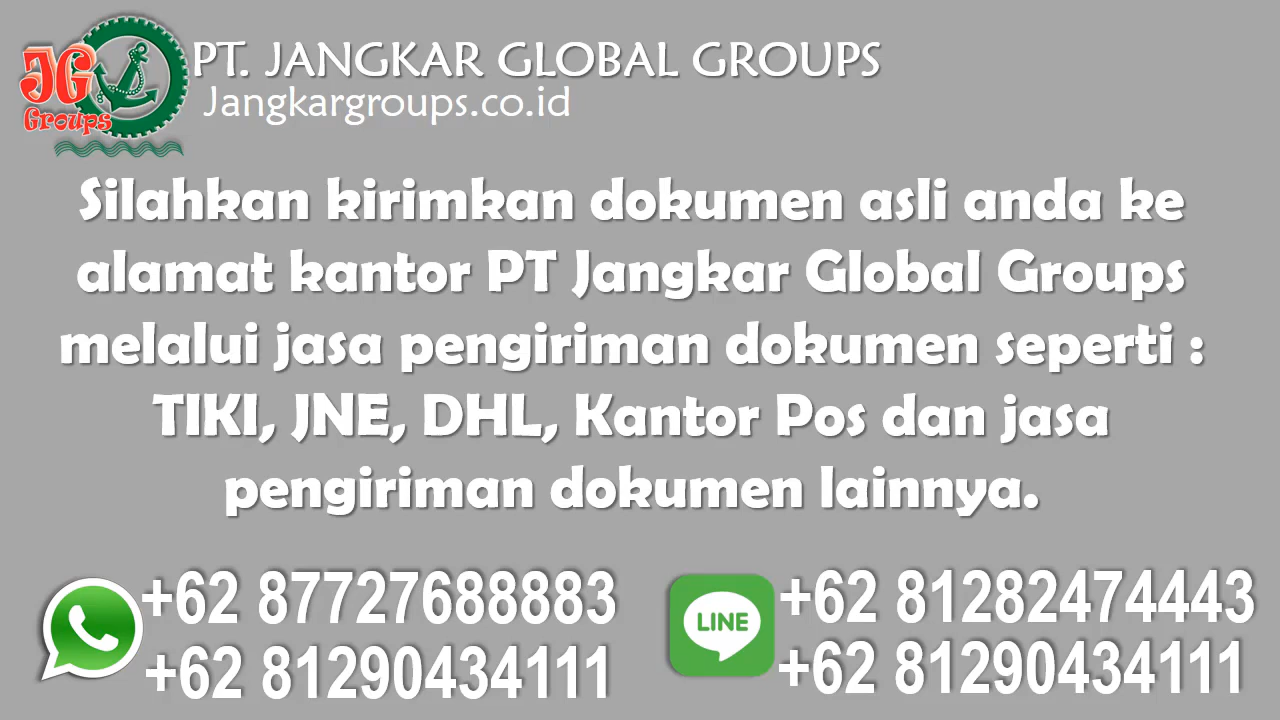 JG
Groups
PT. JANGKAR GLOBAL GROUPS
Jangkargroups.co.id
Silahkan kirimkan dokumen asli anda ke
alamat kantor PT Jangkar Global Groups
melalui jasa pengiriman dokumen seperti :
TIKI, JNE, DHL, Kantor Pos dan jasa
pengiriman dokumen lainnya.
+62 87727688883
+62 81290434111
LINE
+62 81282474443
+62 81290434111